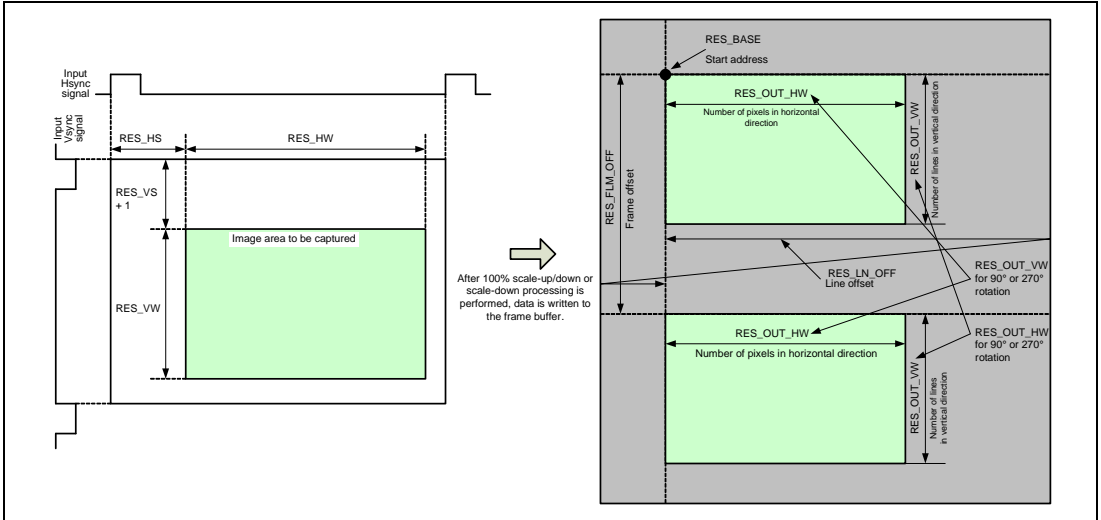 Input
Hsync
signal
Input
Vsync
signal
RES_HS
RES_HW
RES_VS
+ 1
Image area to be captured
RES_VW
After 100% scale-up/down or
scale-down processing is
performed, data is written to
the frame buffer.
RES_BASE
Start address
RES_OUT_HW
Number of pixels in horizontal
direction
RES_OUT_VW
Number of lines in vertical direction
RES_FLM_OFF
Frame offset
RES_LN_OFF
Line offset
RES_OUT_VW
for 90° or 270°
rotation
RES_OUT_HW
Number of pixels in horizontal direction
RES_OUT_VW
Number of lines
in vertical direction
RES_OUT_HW
for 90° or 270°
rotation